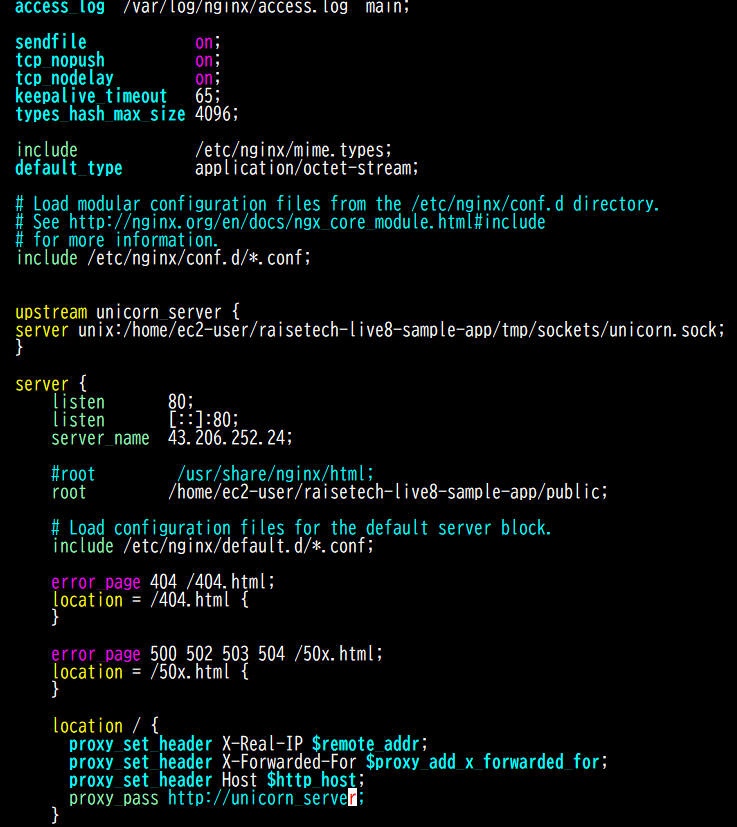 access_log  /var/log/nginx/access.log  main;
sendfile            on;
tcp_nopush          on;
tcp_nodelay         on;
keepalive_timeout   65;
types_hash_max_size 4096;
include             /etc/nginx/mime.types;
default_type        application/octet-stream;
# Load modular configuration files from the /etc/nginx/conf.d directory.
# See http://nginx.org/en/docs/ngx_core_module.html#include
# for more information.
include /etc/nginx/conf.d/*.conf;
upstream unicorn_server {
server unix:/home/ec2-user/raisetech-live8-sample-app/tmp/sockets/unicorn.sock;
}
server {
    listen       80;
    listen       [::]:80;
    server_name  43.206.252.24;
    #root         /usr/share/nginx/html;
    root         /home/ec2-user/raisetech-live8-sample-app/public;
    # Load configuration files for the default server block.
    include /etc/nginx/default.d/*.conf;
    error_page 404 /404.html;
    location = /404.html {
    }
    error_page 500 502 503 504 /50x.html;
    location = /50x.html {
    }
    location / {
      proxy_set_header X-Real-IP $remote_addr;
      proxy_set_header X-Forwarded-For $proxy_add_x_forwarded_for;
      proxy_set_header Host $http_host;
      proxy_pass http://unicorn_server;
    }